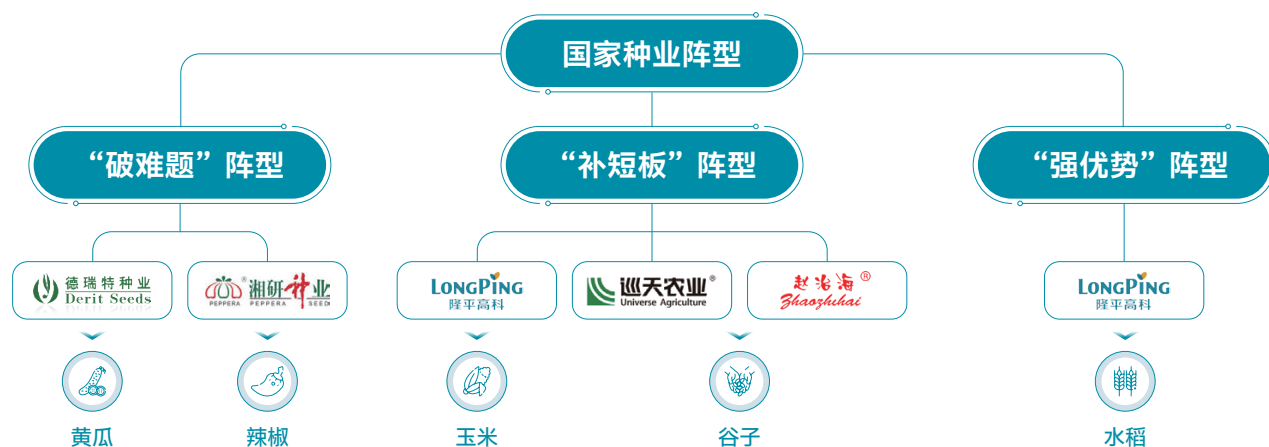 国家种业阵型
“破难题”阵型
“补短板”阵型
“强优势”阵型
德瑞特种业
Derit Seeds
湘研种业
PEPPERA PEPPERA SEED
LONGPING
隆平高科
巡天农业®
Universe Agriculture
赵治海®
Zhaozhihai
LONGPING
隆平高科
黄瓜
辣椒
玉米
谷子
水稻